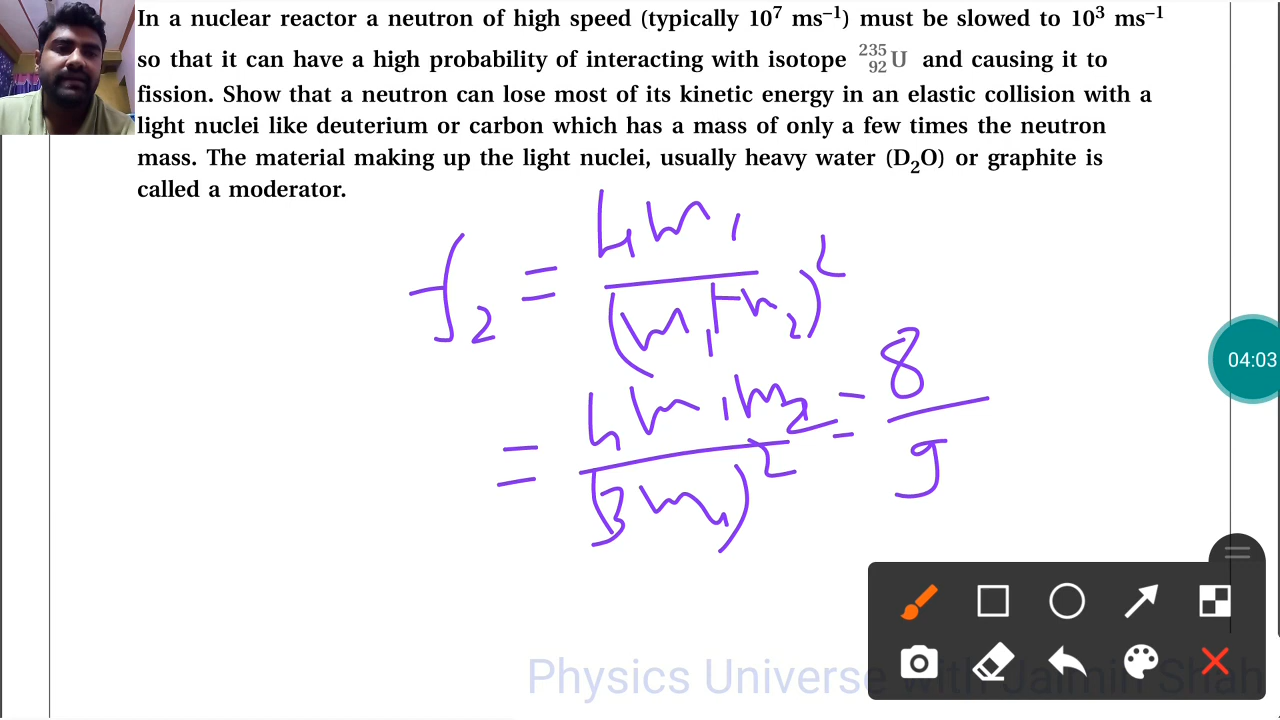 In a nuclear reactor a neutron of high speed (typically 10⁷ ms⁻¹) must be slowed to 10³ ms⁻¹
so that it can have a high probability of interacting with isotope ²³⁵₉₂U and causing it to
fission. Show that a neutron can lose most of its kinetic energy in an elastic collision with a
light nuclei like deuterium or carbon which has a mass of only a few times the neutron
mass. The material making up the light nuclei, usually heavy water (D₂O) or graphite is
called a moderator.
f₂ = 4m₁ / (m₁+m₂)²
= 4m₁m₂ / (3m₁)² = 8 / 9
04:03
Physics Universe with Jaimin Shah